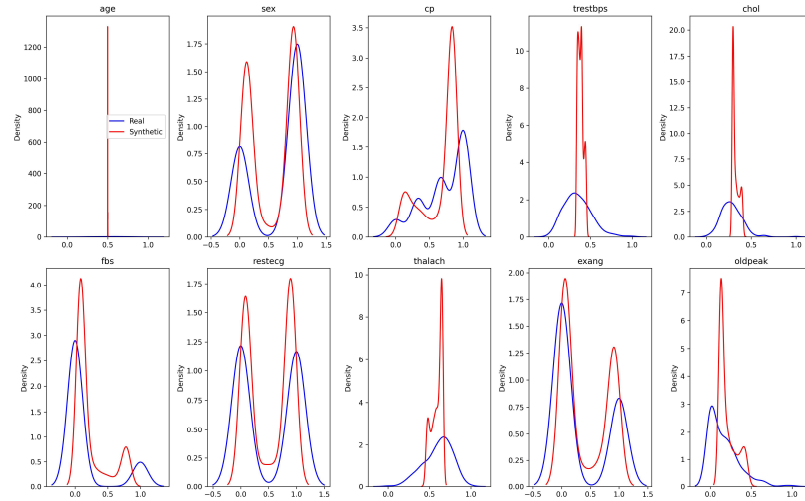 age
sex
cp
trestbps
chol
Density
1200
1000
800
600
400
200
0
0.0 0.5 1.0
Real
Synthetic
Density
1.75
1.50
1.25
1.00
0.75
0.50
0.25
0.00
−0.5 0.0 0.5 1.0 1.5
Density
3.5
3.0
2.5
2.0
1.5
1.0
0.5
0.0
0.0 0.5 1.0
Density
10
8
6
4
2
0
0.0 0.5 1.0
Density
20.0
17.5
15.0
12.5
10.0
7.5
5.0
2.5
0.0
0.0 0.5 1.0
fbs
restecg
thalach
exang
oldpeak
Density
4.0
3.5
3.0
2.5
2.0
1.5
1.0
0.5
0.0
0.0 0.5 1.0
Density
1.75
1.50
1.25
1.00
0.75
0.50
0.25
0.00
−0.5 0.0 0.5 1.0 1.5
Density
10
8
6
4
2
0
0.0 0.5 1.0
Density
2.00
1.75
1.50
1.25
1.00
0.75
0.50
0.25
0.00
−0.5 0.0 0.5 1.0 1.5
Density
7
6
5
4
3
2
1
0
0.0 0.5 1.0